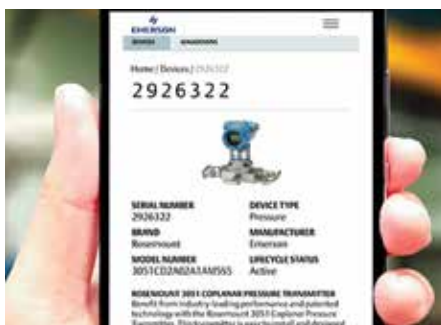 EMERSON
DEVICES
Home / Devices / 2926322
2926322
SERIAL NUMBER
2926322
DEVICE TYPE
Pressure
BRAND
Rosemount
MANUFACTURER
Emerson
MODEL NUMBER
LIFECYCLE STATUS
Active
ROSEMOUNT 3051 COPLANAR PRESSURE TRANSMITTER
Benefit from industry-leading performance and patented
technology with the Rosemount 3051 Coplanar Pressure